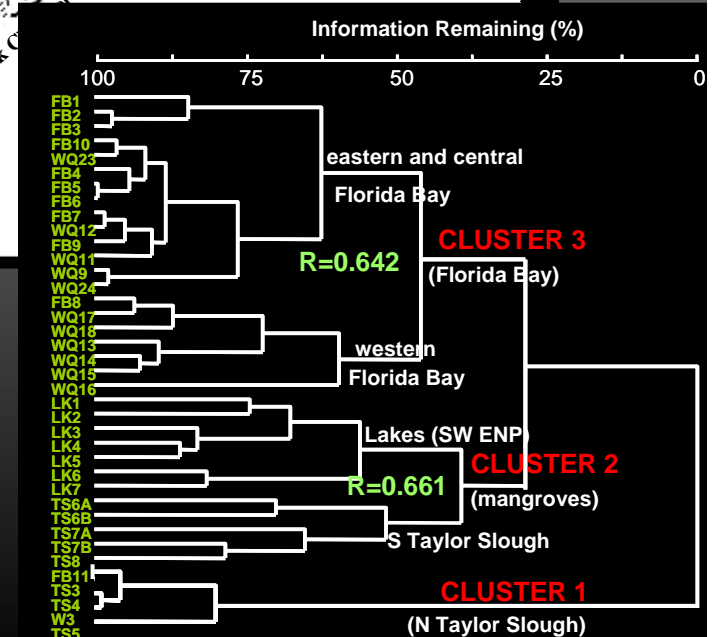 Information Remaining (%)
100 75 50 25 0
FB1
FB2
FB3
FB10
WQ23
FB4
FB5
FB6
FB7
WQ12
FB9
WQ11
WQ9
WQ24
FB8
WQ17
WQ18
WQ13
WQ14
WQ15
WQ16
LK1
LK2
LK3
LK4
LK5
LK6
LK7
TS6A
TS6B
TS7A
TS7B
TS8
FB11
TS3
TS4
W3
TS5
eastern and central
Florida Bay
CLUSTER 3
R=0.642
(Florida Bay)
western
Florida Bay
Lakes (SW ENP)
CLUSTER 2
R=0.661
(mangroves)
S Taylor Slough
CLUSTER 1
(N Taylor Slough)